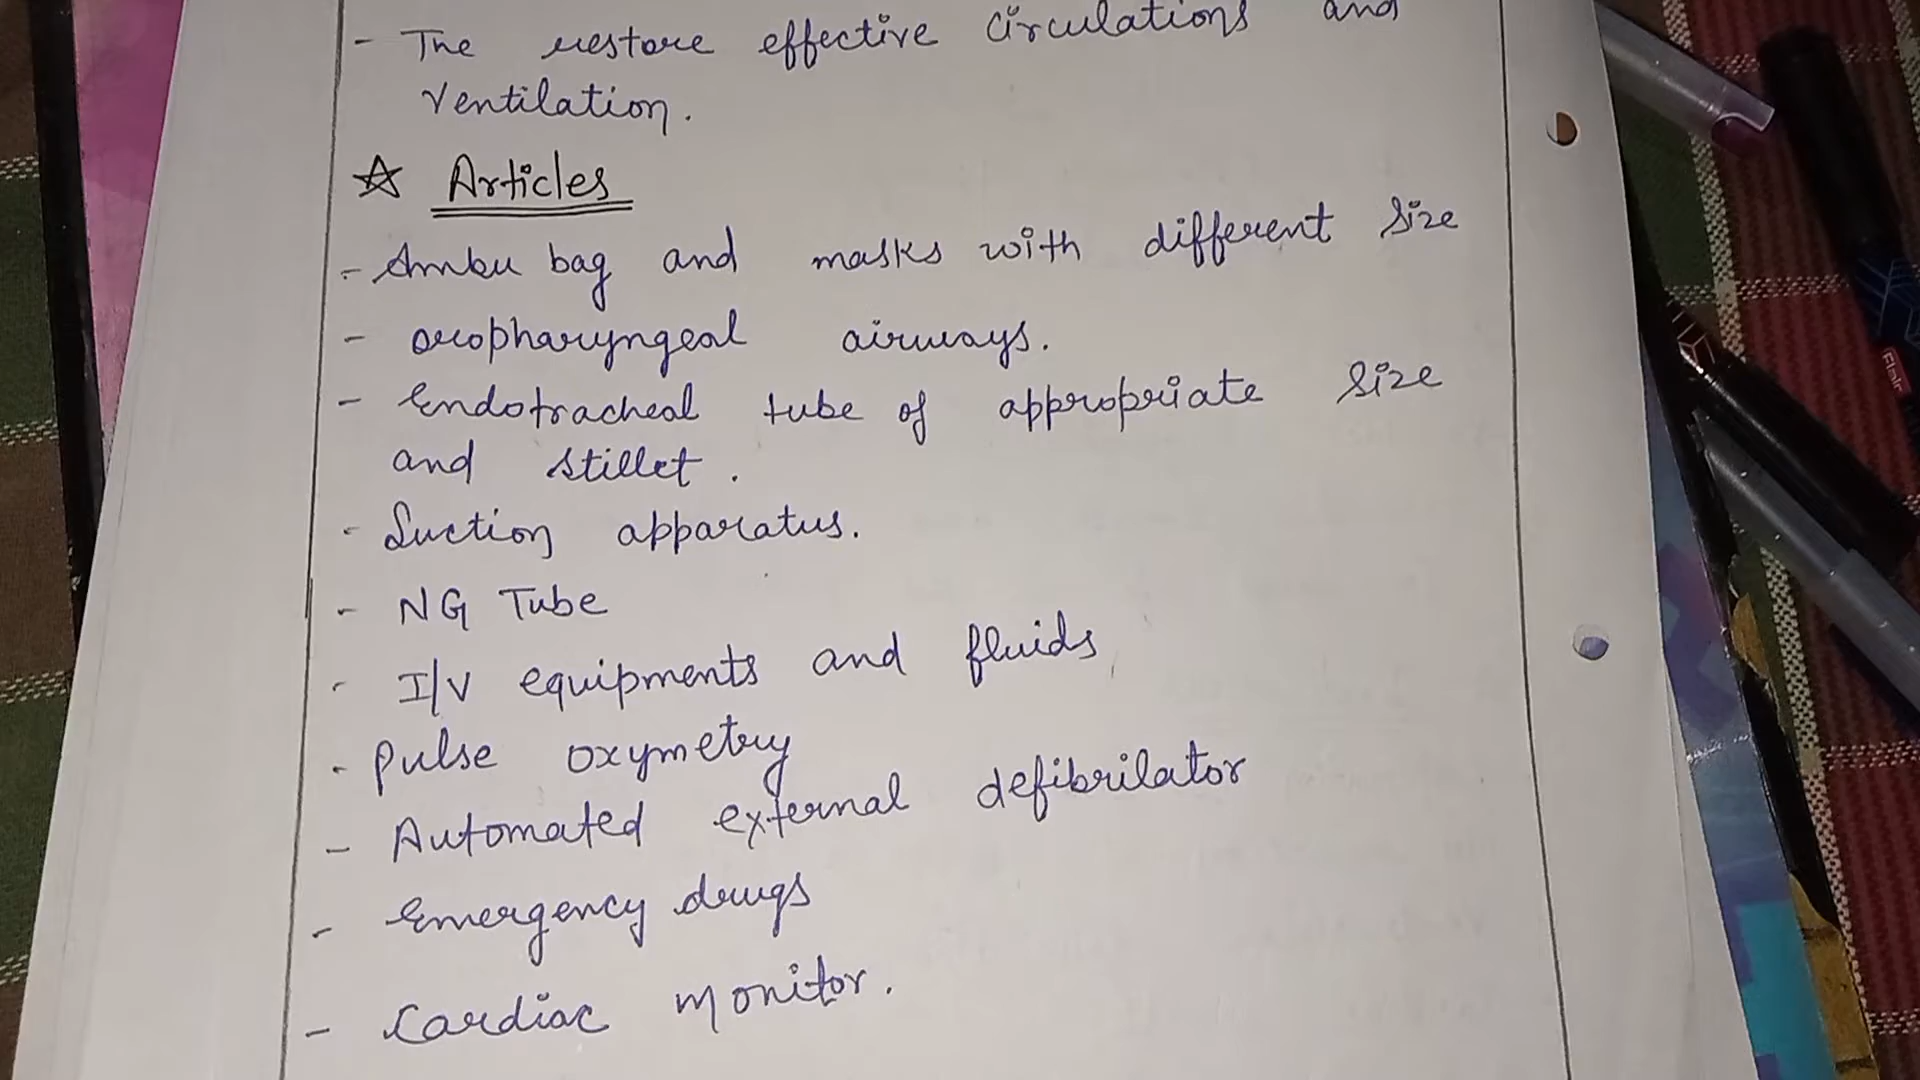 - The restore effective circulations and
ventilation.
☆ Articles
- Ambu bag and masks with different size
- oropharyngeal airways.
- Endotracheal tube of appropriate size
and stillet.
- Suction apparatus.
- NG Tube
- I/V equipments and fluids
- Pulse oxymetry
- Automated external defibrilator
- Emergency drugs
- Cardiac monitor.